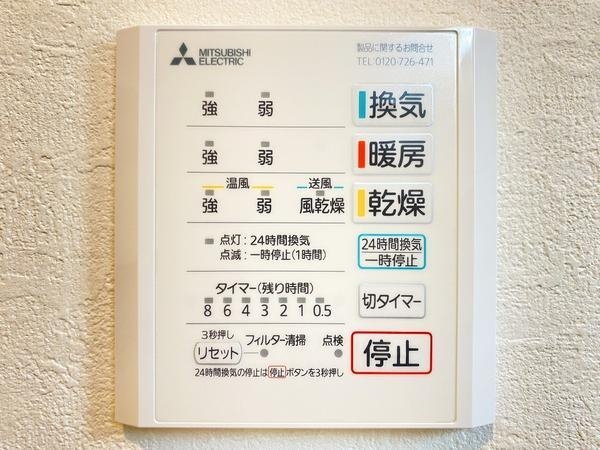 MITSUBISHI
ELECTRIC
製品に関するお問合せ
TEL:0120-726-471
強 弱
換気
強 弱
暖房
温風 送風
強 弱 風乾燥
乾燥
点灯:24時間換気
点滅:一時停止(1時間)
24時間換気
一時停止
タイマー(残り時間)
8 6 4 3 2 1 0.5
切タイマー
3秒押し
リセット フィルター清掃 点検
停止
24時間換気の停止は停止ボタンを3秒押し